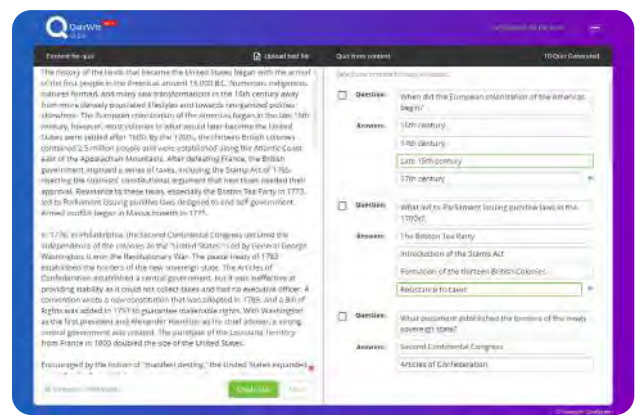 QuizWiz
Content for quiz
Upload text file
Quiz from content
10 Quiz Generated
The history of the lands that became the United States began with the arrival
of the first people in the Americas around 15,000 BC. Numerous indigenous
cultures formed, and many saw transformations in the 16th century away
from more densely populated lifestyles and towards reorganized polities
elsewhere. The European colonization of the Americas began in the late 15th
century, however, most colonies in what would later become the United
States were settled after 1600. By the 1760s, the thirteen British colonies
contained 2.5 million people and were established along the Atlantic Coast
east of the Appalachian Mountains. After defeating France, the British
government imposed a series of taxes, including the Stamp Act of 1765,
rejecting the colonists' constitutional argument that new taxes needed their
approval. Resistance to these taxes, especially the Boston Tea Party in 1773,
led to Parliament issuing punitive laws designed to end self-government.
Armed conflict began in Massachusetts in 1775.
In 1776, in Philadelphia, the Second Continental Congress declared the
independence of the colonies as the "United States". Led by General George
Washington, it won the Revolutionary War. The peace treaty of 1783
established the borders of the new sovereign state. The Articles of
Confederation established a central government, but it was ineffectual at
providing stability as it could not collect taxes and had no executive officer. A
convention wrote a new constitution that was adopted in 1789, and a Bill of
Rights was added in 1791 to guarantee inalienable rights. With Washington
as the first president and Alexander Hamilton as his chief adviser, a strong
central government was created. The purchase of the Louisiana Territory
from France in 1803 doubled the size of the United States.
Encouraged by the notion of "manifest destiny," the United States expanded
Question:
When did the European colonization of the Americas
begin?
Answers:
16th century
14th century
Late 15th century
17th century
Question:
What led to Parliament issuing punitive laws in the
1700s?
Answers:
The Boston Tea Party
Introduction of the Stamp Act
Formation of the thirteen British Colonies
Resistance to taxes
Question:
What document established the borders of the newly
sovereign state?
Answers:
Second Continental Congress
Articles of Confederation